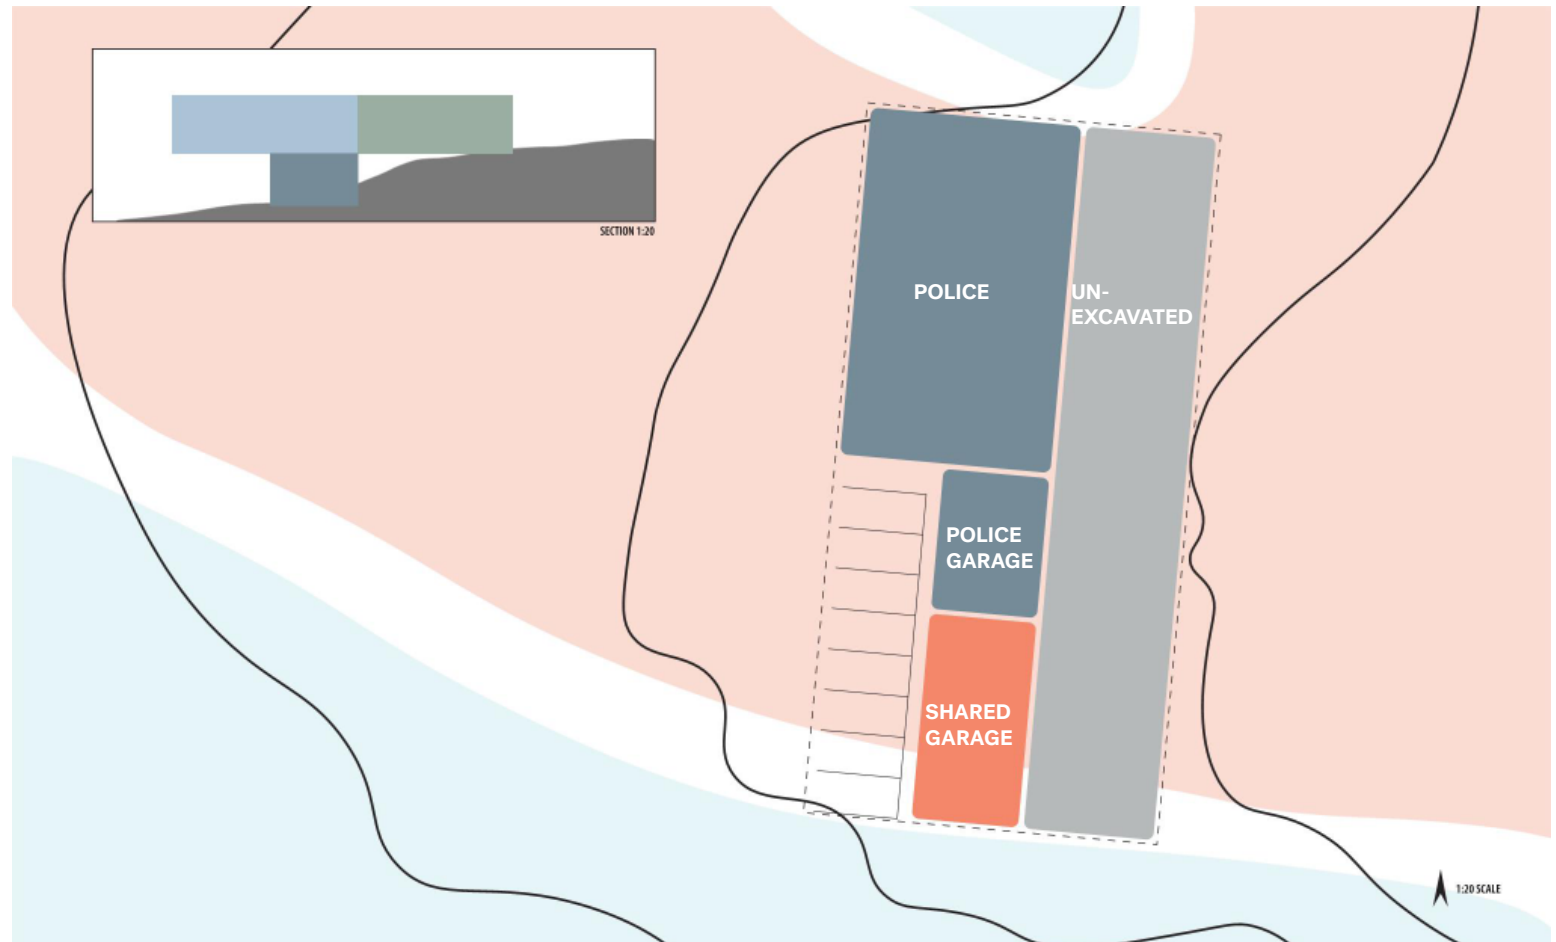 SECTION 1:20
POLICE
UN-
EXCAVATED
POLICE
GARAGE
SHARED
GARAGE
1:20 SCALE